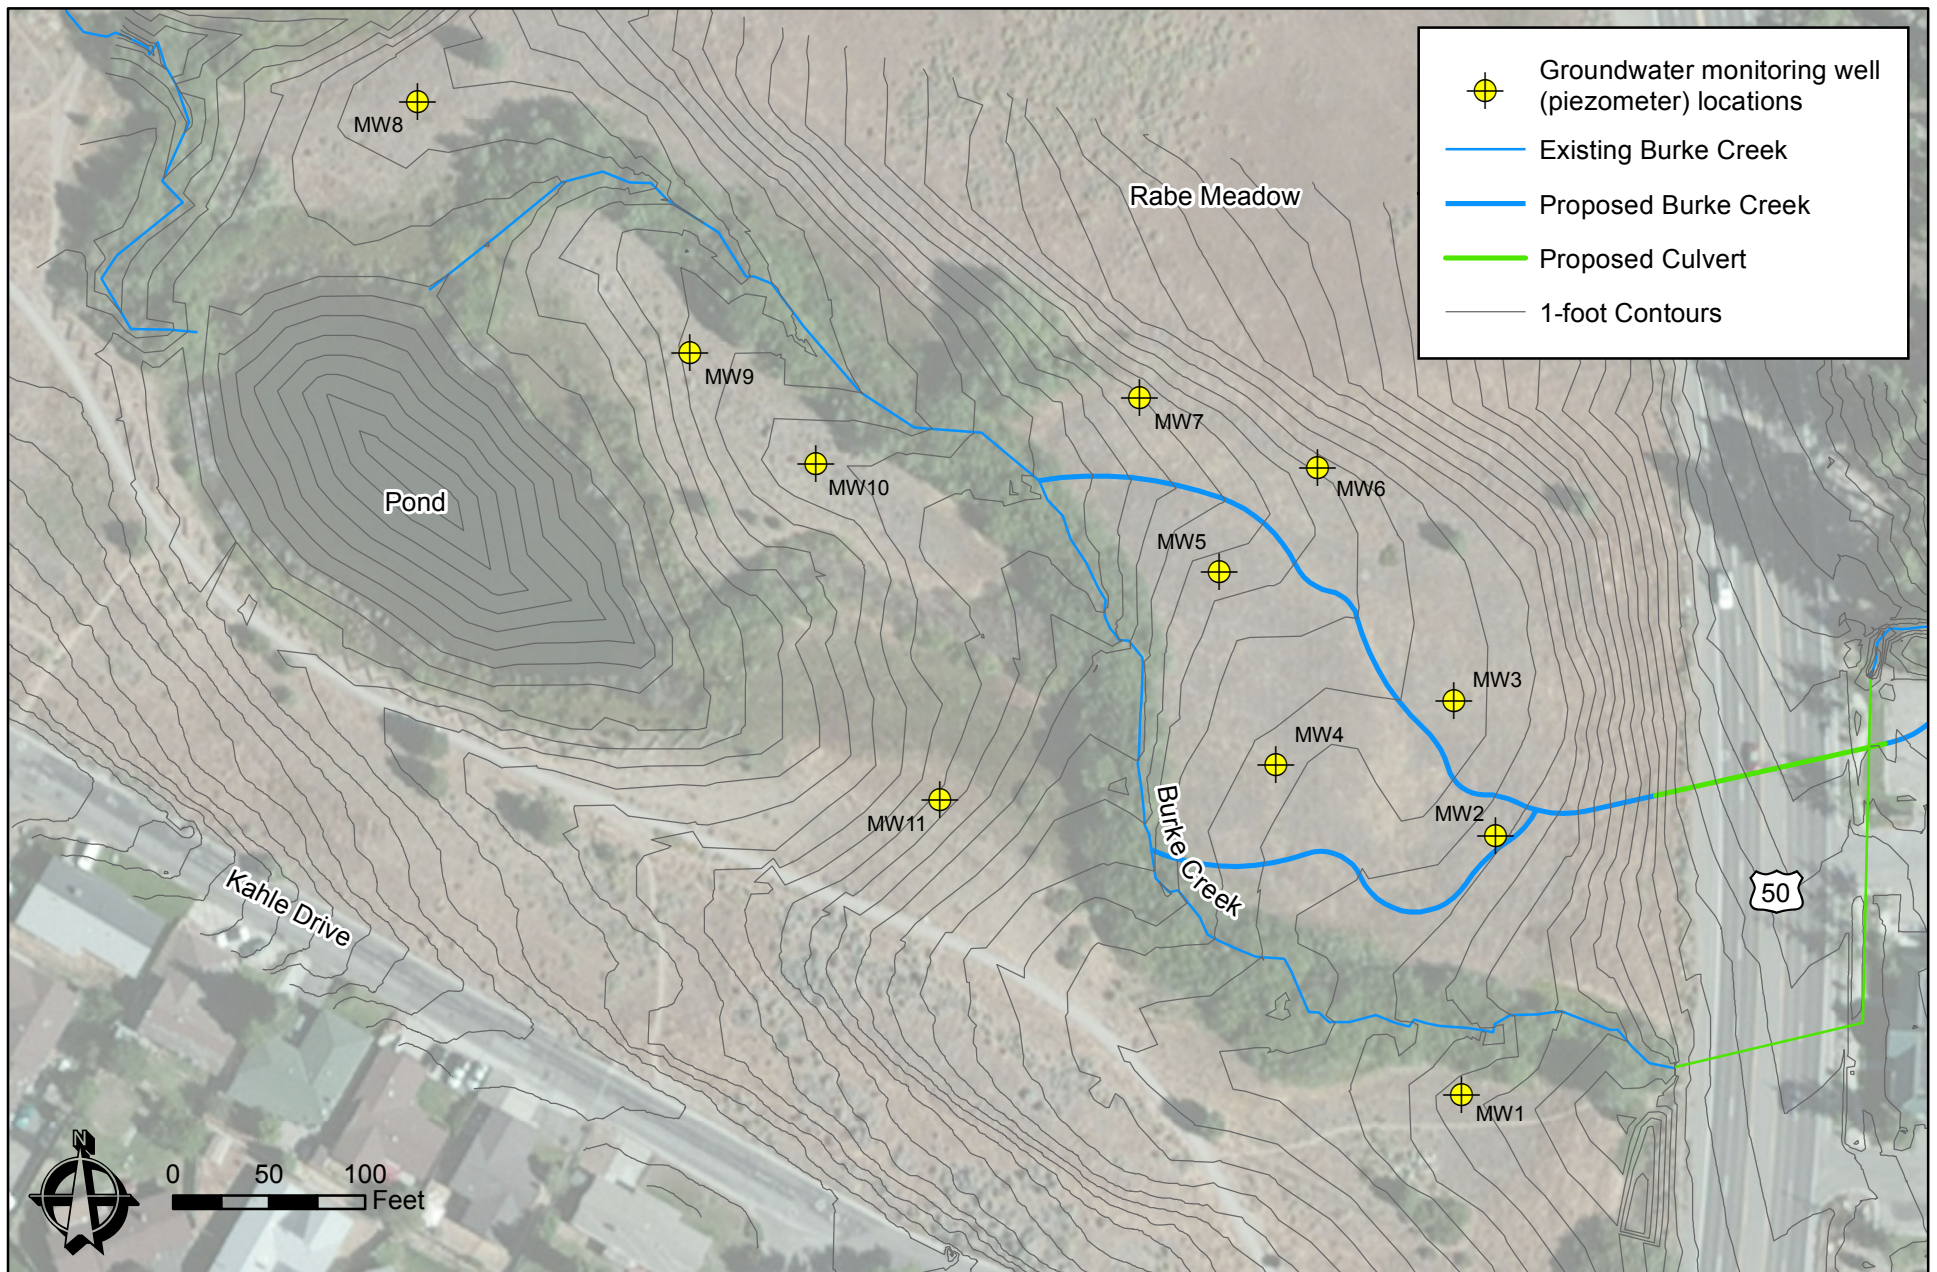 Groundwater monitoring well
(piezometer) locations
Existing Burke Creek
Proposed Burke Creek
Proposed Culvert
1-foot Contours
MW8
Rabe Meadow
MW9
MW7
MW10
MW6
Pond
MW5
MW3
MW4
MW2
MW11
Burke Creek
Kahle Drive
50
MW1
N
0 50 100
Feet